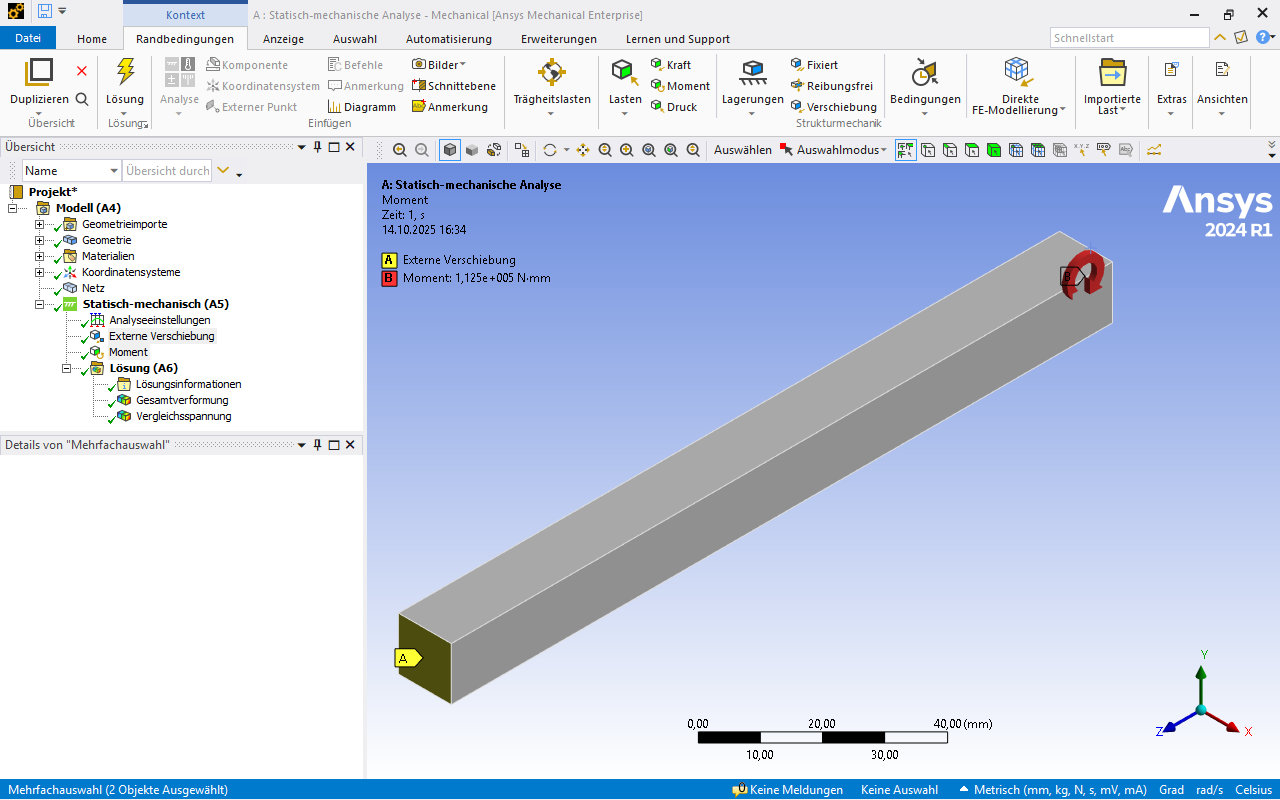 Kontext
A : Statisch-mechanische Analyse - Mechanical [Ansys Mechanical Enterprise]
Datei Home Randbedingungen Anzeige Auswahl Automatisierung Erweiterungen Lernen und Support Schnellstart
Duplizieren
Übersicht
Lösung
Lösung
Analyse
Komponente
Koordinatensystem
Externer Punkt
Befehle
Anmerkung
Diagramm
Bilder
Schnittebene
Anmerkung
Einfügen
Trägheitslasten
Lasten
Kraft
Moment
Druck
Lagerungen
Fixiert
Reibungsfrei
Verschiebung
Strukturmechanik
Bedingungen
Direkte
FE-Modellierung
Importierte
Last
Extras
Ansichten
Übersicht
Name Übersicht durch
Auswählen Auswahlmodus
Projekt*
Modell (A4)
Geometrieimporte
Geometrie
Materialien
Koordinatensysteme
Netz
Statisch-mechanisch (A5)
Analyseeinstellungen
Externe Verschiebung
Moment
Lösung (A6)
Lösungsinformationen
Gesamtverformung
Vergleichsspannung
Details von "Mehrfachauswahl"
A: Statisch-mechanische Analyse
Moment
Zeit: 1, s
14.10.2025 16:34
A Externe Verschiebung
B Moment: 1,125e+005 N·mm
Ansys
2024 R1
B
A
0,00 20,00 40,00 (mm)
10,00 30,00
Y
Z X
Mehrfachauswahl (2 Objekte Ausgewählt) Keine Meldungen Keine Auswahl Metrisch (mm, kg, N, s, mV, mA) Grad rad/s Celsius